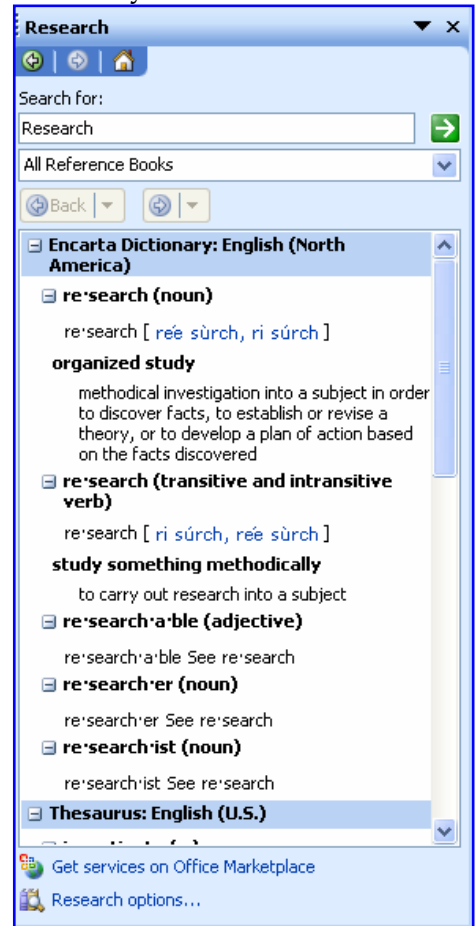 Research
Search for:
Research
All Reference Books
Back
Encarta Dictionary: English (North
America)
re·search (noun)
re·search [ reé sùrch, ri súrch ]
organized study
methodical investigation into a subject in order
to discover facts, to establish or revise a
theory, or to develop a plan of action based
on the facts discovered
re·search (transitive and intransitive
verb)
re·search [ ri súrch, reé sùrch ]
study something methodically
to carry out research into a subject
re·search·a·ble (adjective)
re·search·a·ble See re·search
re·search·er (noun)
re·search·er See re·search
re·search·ist (noun)
re·search·ist See re·search
Thesaurus: English (U.S.)
Get services on Office Marketplace
Research options...